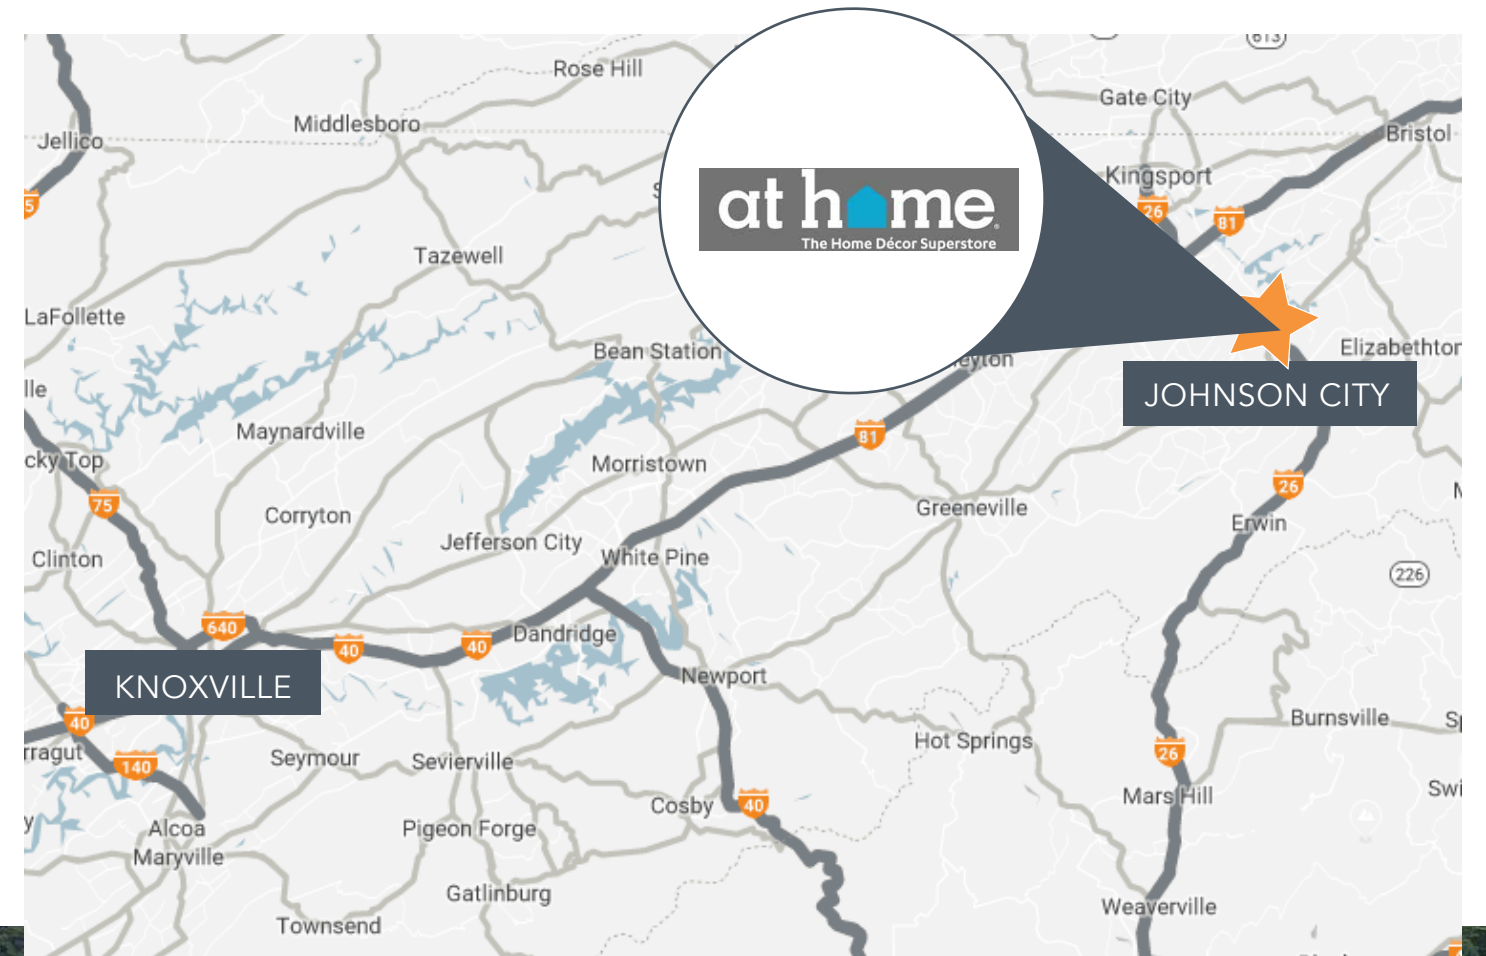 Rose Hill
613
Gate City
Middlesboro
Bristol
Jellico
Kingsport
at home
The Home Décor Superstore
26
81
Tazewell
LaFollette
Bean Station
Elizabethton
JOHNSON CITY
Maynardville
81
Morristown
26
75
Corryton
Greeneville
Erwin
Jefferson City
White Pine
Clinton
226
640
Dandridge
40
40
Newport
KNOXVILLE
40
Burnsville
Hot Springs
140
Seymour
Sevierville
26
Mars Hill
Cosby
40
Alcoa
Pigeon Forge
Maryville
Gatlinburg
Weaverville
Townsend